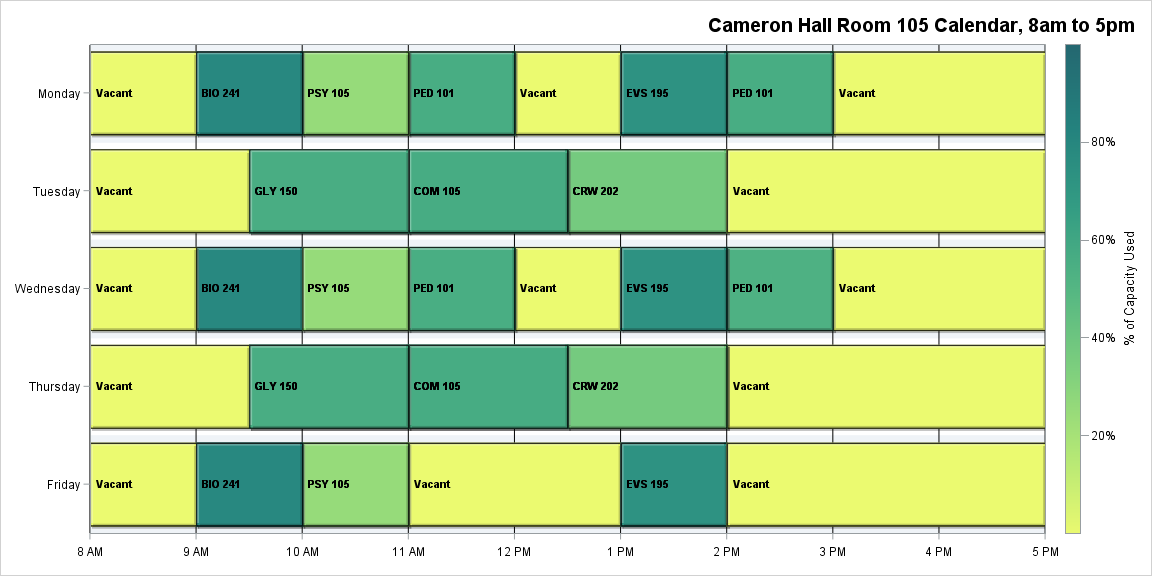 Cameron Hall Room 105 Calendar, 8am to 5pm
Monday
Vacant
BIO 241
PSY 105
PED 101
Vacant
EVS 195
PED 101
Vacant
Tuesday
Vacant
GLY 150
COM 105
CRW 202
Vacant
Wednesday
Vacant
BIO 241
PSY 105
PED 101
Vacant
EVS 195
PED 101
Vacant
Thursday
Vacant
GLY 150
COM 105
CRW 202
Vacant
Friday
Vacant
BIO 241
PSY 105
Vacant
EVS 195
Vacant
8 AM
9 AM
10 AM
11 AM
12 PM
1 PM
2 PM
3 PM
4 PM
5 PM
80%
60%
40%
20%
% of Capacity Used